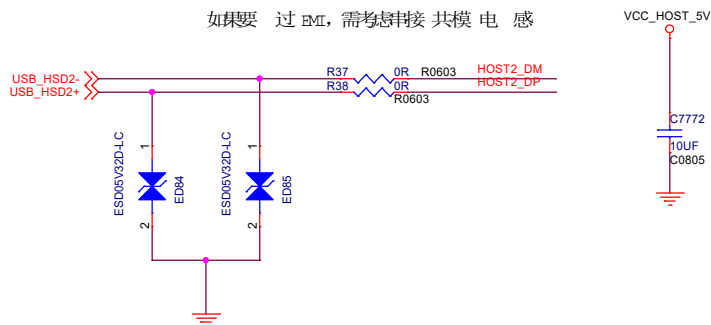 如果要 过 EMI，需考虑串接 共模 电 感
VCC_HOST_5V
USB_HSD2-
USB_HSD2+
R37 0R R0603
R38 0R
R0603
HOST2_DM
HOST2_DP
C7772
10UF
C0805
ESD05V32D-LC
1
2
ED84
ESD05V32D-LC
1
2
ED85